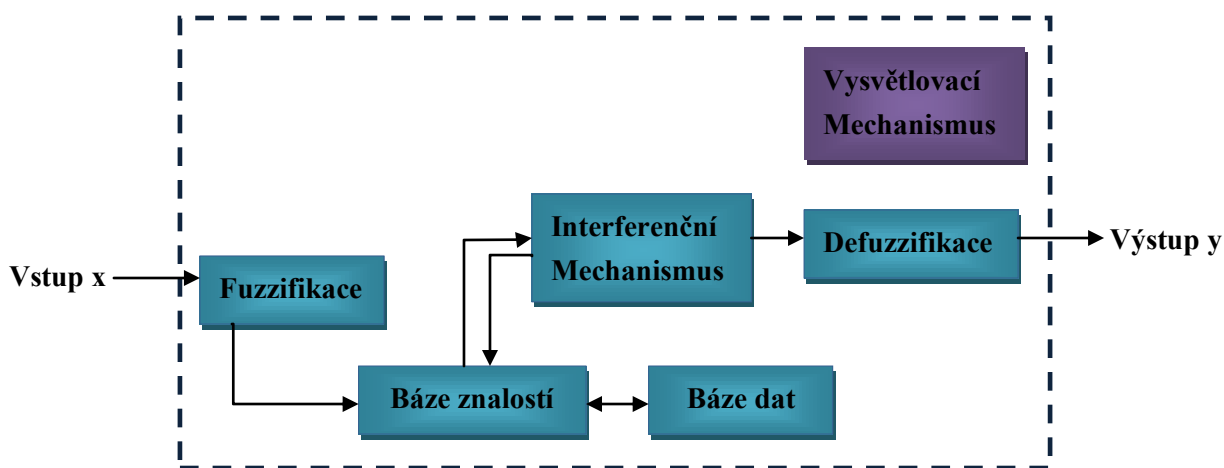 Vysvětlovací
Mechanismus
Interferenční
Mechanismus
Defuzzifikace
Výstup y
Vstup x
Fuzzifikace
Báze znalostí
Báze dat